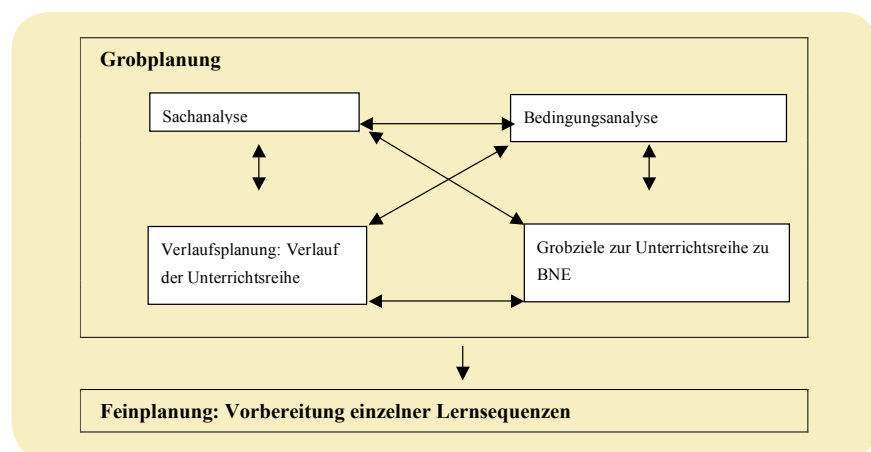 Grobplanung
Sachanalyse
Bedingungsanalyse
Verlaufsplanung: Verlauf
der Unterrichtsreihe
Grobziele zur Unterrichtsreihe zu
BNE
Feinplanung: Vorbereitung einzelner Lernsequenzen